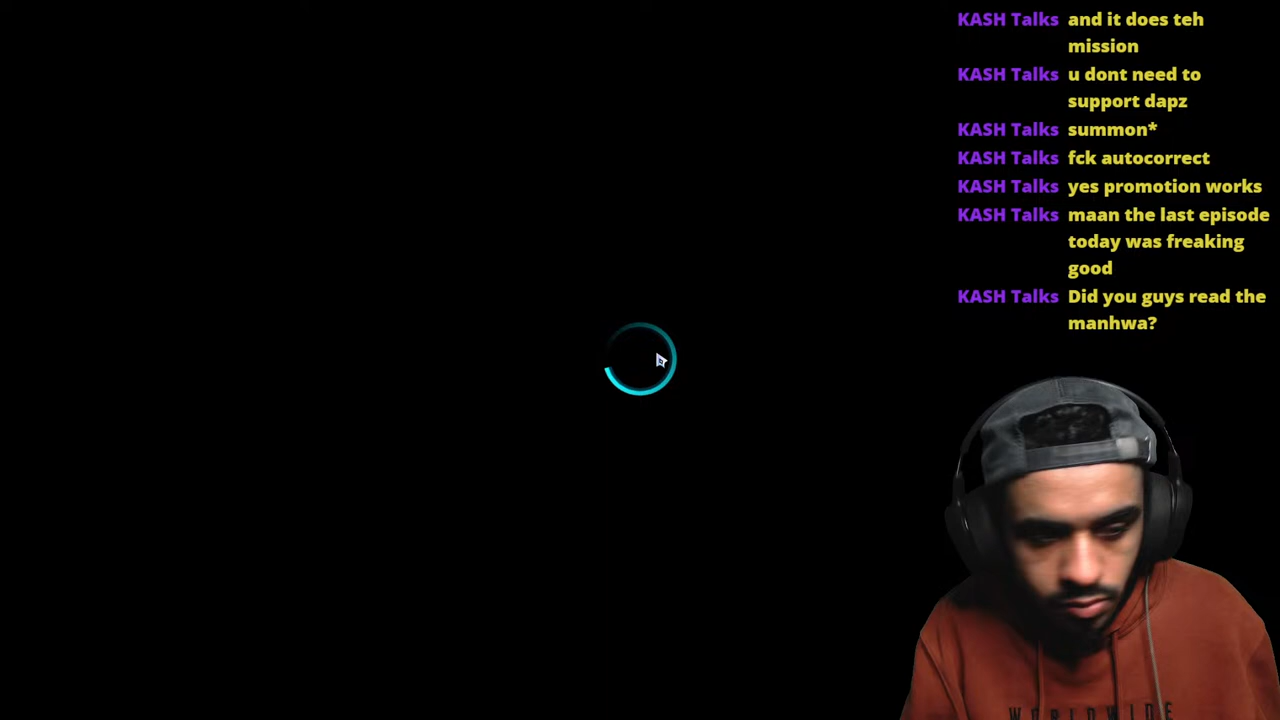 KASH Talks and it does teh
mission
KASH Talks u dont need to
support dapz
KASH Talks summon*
KASH Talks fck autocorrect
KASH Talks yes promotion works
KASH Talks maan the last episode
today was freaking
good
KASH Talks Did you guys read the
manhwa?
WORLDWIDE